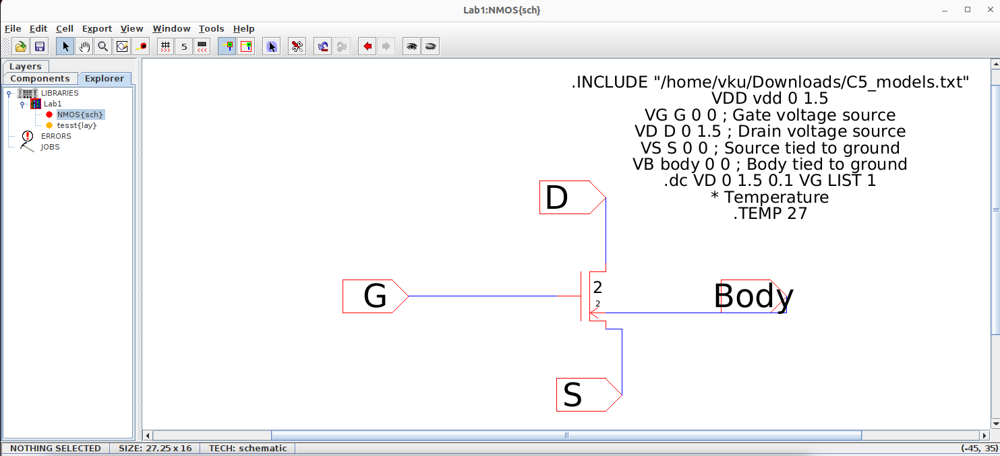 Lab1:NMOS{sch}
File Edit Cell Export View Window Tools Help
5
Layers
Components Explorer
LIBRARIES
Lab1
NMOS{sch}
tesst{lay}
ERRORS
JOBS
.INCLUDE "/home/vku/Downloads/C5_models.txt"
VDD vdd 0 1.5
VG G 0 0 ; Gate voltage source
VD D 0 1.5 ; Drain voltage source
VS S 0 0 ; Source tied to ground
VB body 0 0 ; Body tied to ground
.dc VD 0 1.5 0.1 VG LIST 1
* Temperature
.TEMP 27
D
G
2
2
Body
S
NOTHING SELECTED SIZE: 27.25 x 16 TECH: schematic (-45, 35)